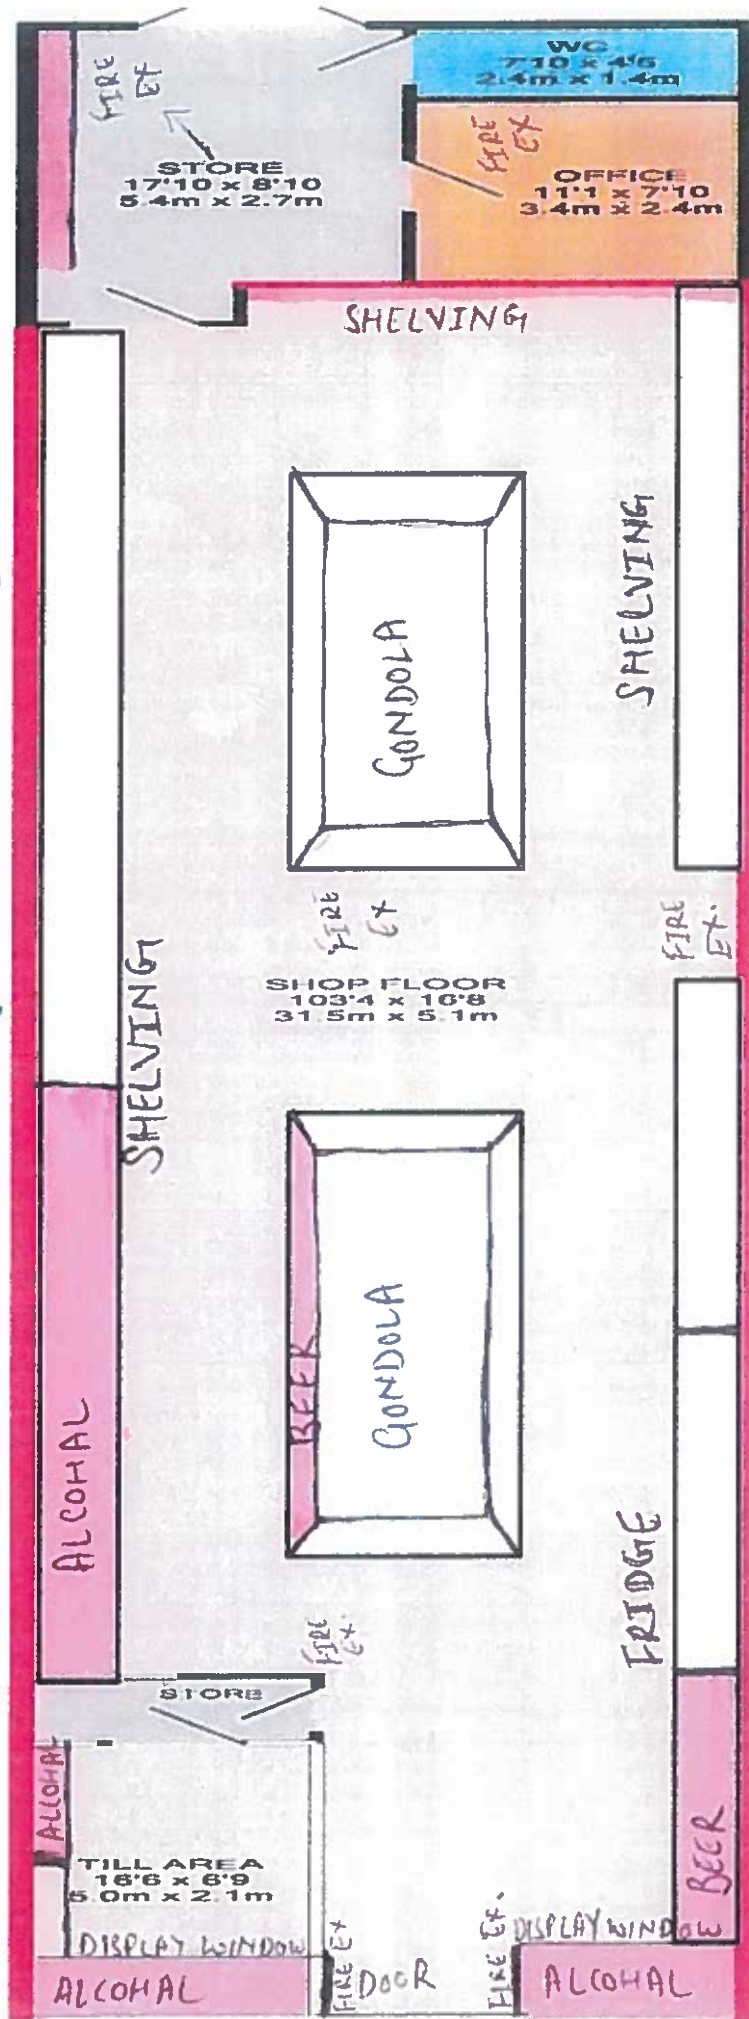 FIRE
EX
WC
7'10 x 4'6
2.4m x 1.4m
FIRE
EX
STORE
17'10 x 8'10
5.4m x 2.7m
OFFICE
11'1 x 7'10
3.4m x 2.4m
SHELVING
SHELVING
GONDOLA
FIRE
EX
FIRE
EX.
SHOP FLOOR
103'4 x 16'8
31.5m x 5.1m
SHELVING
ALCOHAL
BEER
GONDOLA
FRIDGE
FIRE
EX.
STORE
ALCOHAL
BEER
TILL AREA
16'6 x 6'9
5.0m x 2.1m
DISPLAY WINDOW
DISPLAY WINDOW
ALCOHAL
FIRE EX
DOOR
FIRE EX.
ALCOHAL